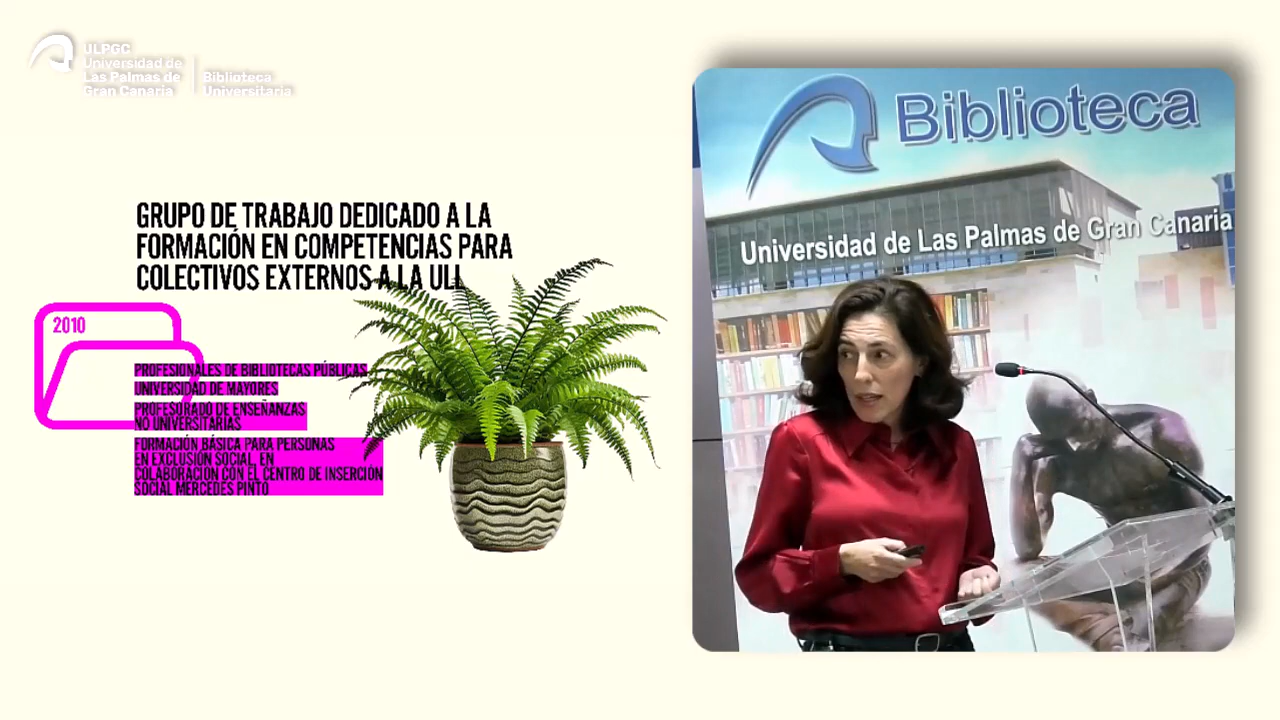 ULPGC
Universidad de
Las Palmas de
Gran Canaria
Biblioteca
Universitaria
GRUPO DE TRABAJO DEDICADO A LA
FORMACIÓN EN COMPETENCIAS PARA
COLECTIVOS EXTERNOS A LA ULL
2010
PROFESIONALES DE BIBLIOTECAS PÚBLICAS
UNIVERSIDAD DE MAYORES
PROFESORADO DE ENSEÑANZAS
NO UNIVERSITARIAS
FORMACIÓN BÁSICA PARA PERSONAS
EN EXCLUSIÓN SOCIAL, EN
COLABORACIÓN CON EL CENTRO DE INSERCIÓN
SOCIAL MERCEDES PINTO
Biblioteca
Universidad de Las Palmas de Gran Canaria